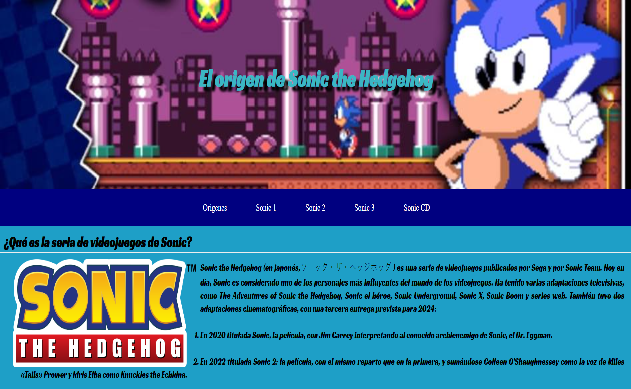 El origen de Sonic the Hedgehog
Orígenes Sonic 1 Sonic 2 Sonic 3 Sonic CD
¿Qué es la serie de videojuegos de Sonic?
SONIC
THE HEDGEHOG
TM
Sonic the Hedgehog (en japonés, ソニック・ザ・ヘッジホッグ) es una serie de videojuegos publicados por Sega y por Sonic Team. Hoy en
día, Sonic es considerado uno de los personajes más influyentes del mundo de los videojuegos. Ha tenido varias adaptaciones televisivas,
como The Adventures of Sonic the Hedgehog, Sonic el héroe, Sonic Underground, Sonic X, Sonic Boom y series web. También tuvo dos
adaptaciones cinematográficas, con una tercera entrega prevista para 2024:
1. En 2020 titulada Sonic, la película, con Jim Carrey interpretando al conocido archienemigo de Sonic, el Dr. Eggman.
2. En 2022 titulada Sonic 2: la película, con el mismo reparto que en la primera, y sumándose Colleen O'Shaughnessey como la voz de Miles
«Tails» Prower y Idris Elba como Knuckles the Echidna.